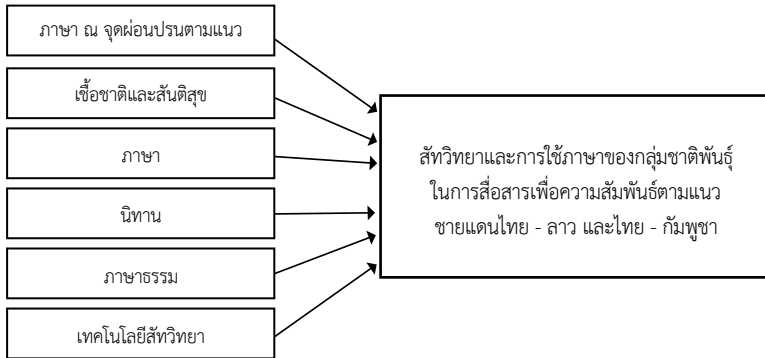 ภาษา ณ จุดผ่อนปรนตามแนว
เชื้อชาติและสันติสุข
ภาษา
นิทาน
ภาษาธรรม
เทคโนโลยีสัทวิทยา
สัทวิทยาและการใช้ภาษาของกลุ่มชาติพันธุ์
ในการสื่อสารเพื่อความสัมพันธ์ตามแนว
ชายแดนไทย - ลาว และไทย - กัมพูชา